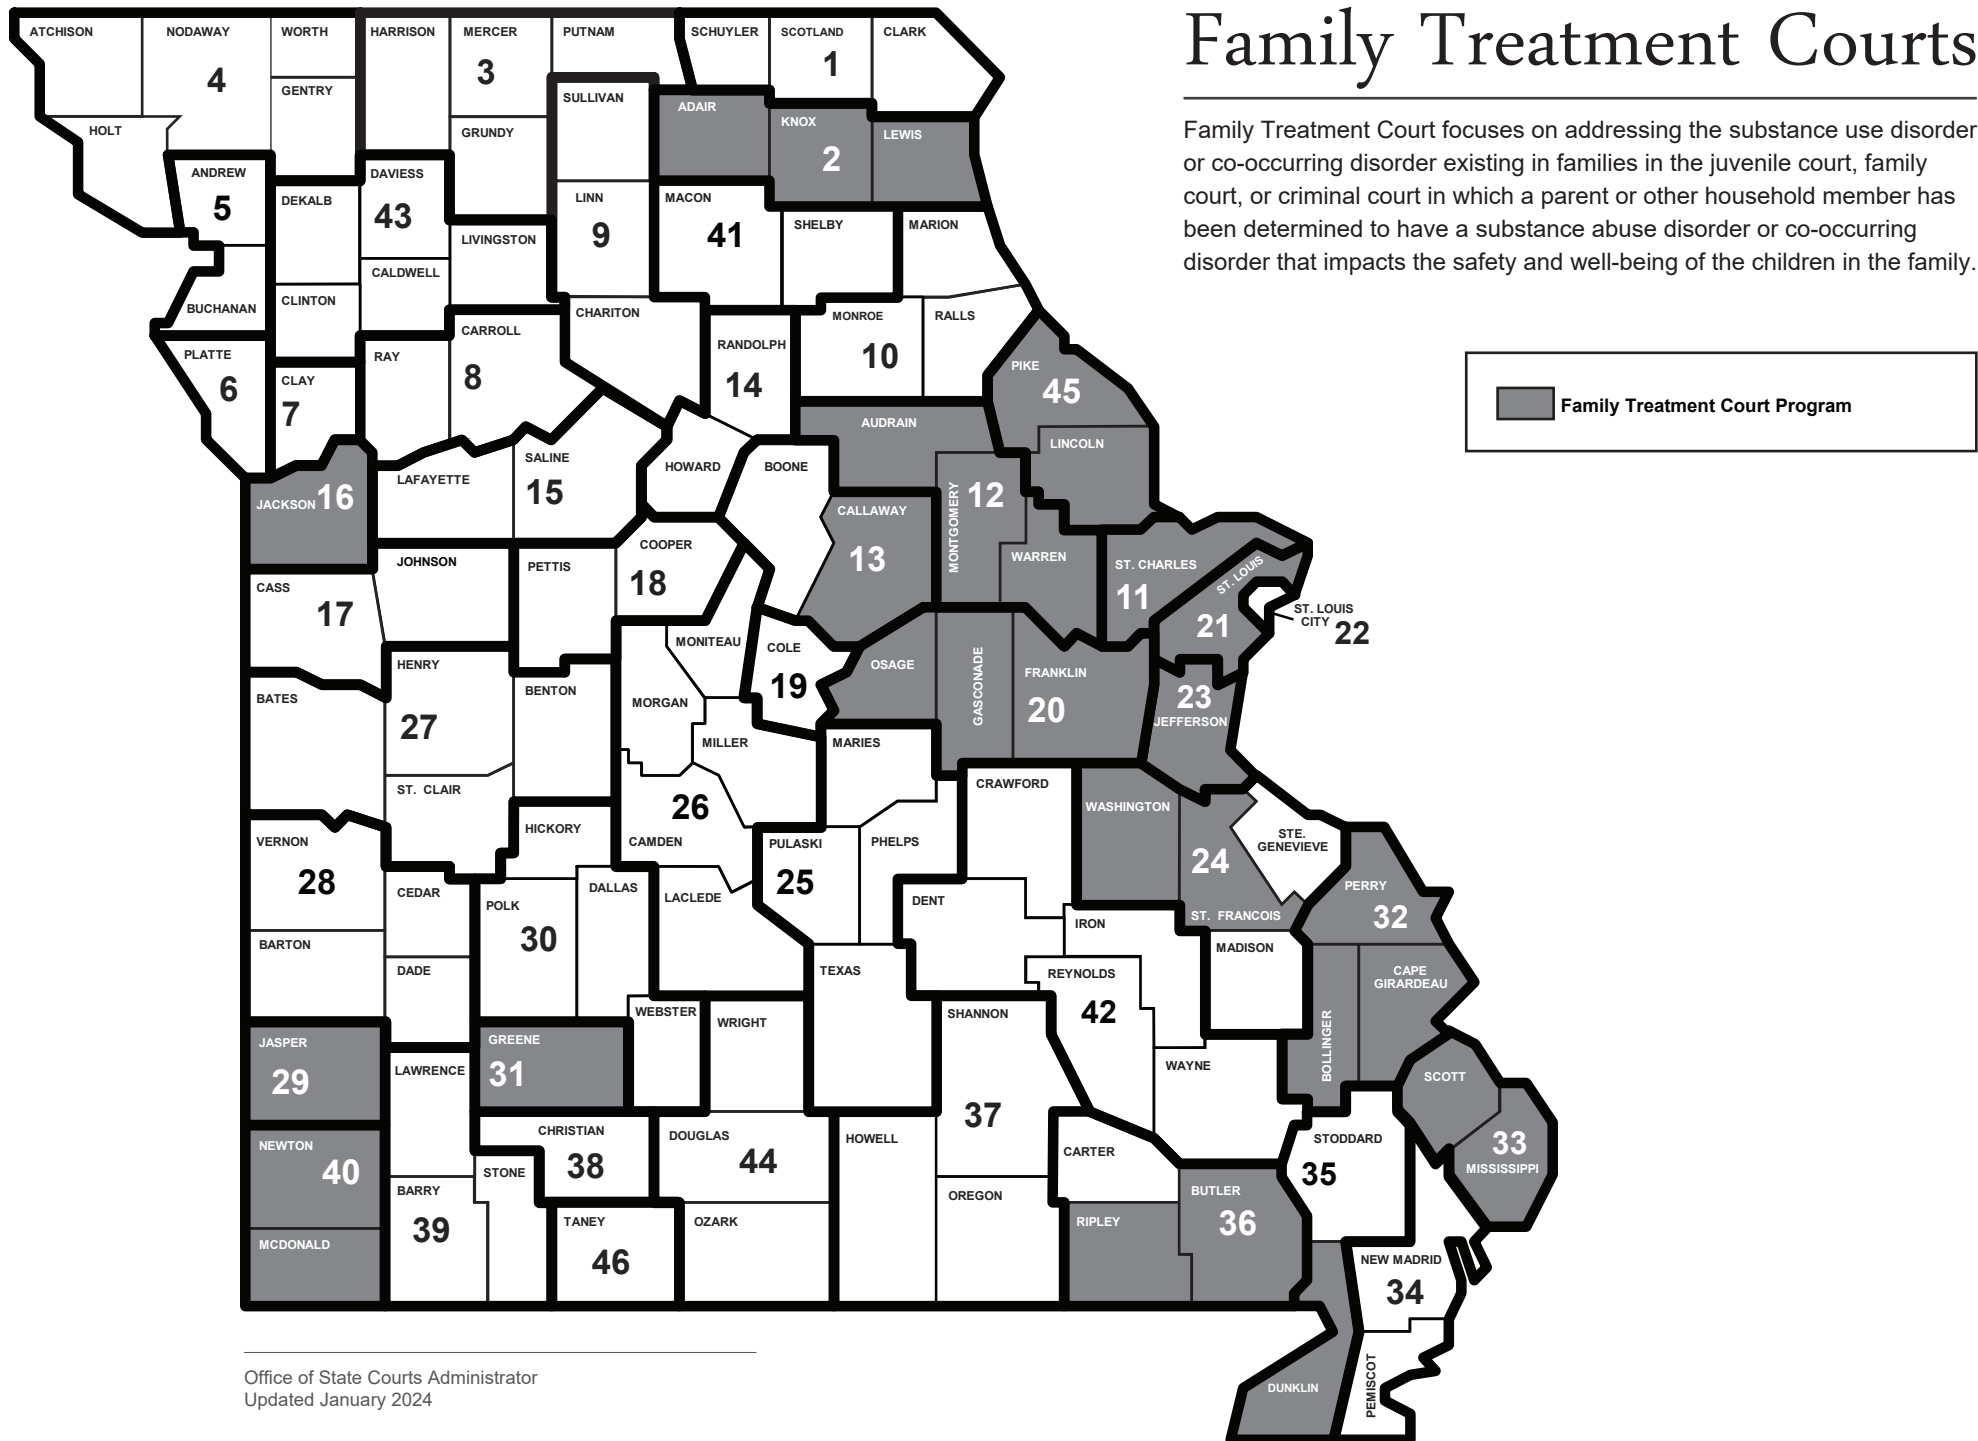 Family Treatment Courts
Family Treatment Court focuses on addressing the substance use disorder
or co-occurring disorder existing in families in the juvenile court, family
court, or criminal court in which a parent or other household member has
been determined to have a substance abuse disorder or co-occurring
disorder that impacts the safety and well-being of the children in the family.
Family Treatment Court Program
ATCHISON
NODAWAY
4
WORTH
GENTRY
HOLT
HARRISON
MERCER
3
PUTNAM
GRUNDY
SULLIVAN
SCHUYLER
SCOTLAND
1
CLARK
ADAIR
KNOX
2
LEWIS
ANDREW
5
BUCHANAN
DEKALB
CLINTON
DAVIESS
43
CALDWELL
LIVINGSTON
LINN
9
CHARITON
MACON
41
SHELBY
MARION
MONROE
10
RALLS
PLATTE
6
CLAY
7
RAY
CARROLL
8
RANDOLPH
14
HOWARD
PIKE
45
LINCOLN
AUDRAIN
MONTGOMERY
12
WARREN
JACKSON
16
LAFAYETTE
SALINE
15
BOONE
CALLAWAY
13
ST. CHARLES
11
ST. LOUIS
21
ST. LOUIS
CITY 22
CASS
17
JOHNSON
PETTIS
COOPER
18
MONITEAU
COLE
19
OSAGE
GASCONADE
FRANKLIN
20
23
JEFFERSON
BATES
HENRY
27
ST. CLAIR
BENTON
MORGAN
MILLER
26
CAMDEN
MARIES
CRAWFORD
WASHINGTON
24
ST. FRANCOIS
STE.
GENEVIEVE
PERRY
32
VERNON
28
BARTON
CEDAR
DADE
HICKORY
POLK
30
DALLAS
LACLEDE
PULASKI
25
PHELPS
DENT
IRON
MADISON
CAPE
GIRARDEAU
BOLLINGER
TEXAS
REYNOLDS
42
WAYNE
JASPER
29
LAWRENCE
GREENE
31
WEBSTER
WRIGHT
SHANNON
37
SCOTT
33
MISSISSIPPI
NEWTON
40
MCDONALD
BARRY
39
STONE
CHRISTIAN
38
TANEY
46
DOUGLAS
44
OZARK
HOWELL
OREGON
CARTER
RIPLEY
BUTLER
36
STODDARD
35
NEW MADRID
34
DUNKLIN
PEMISCOT
Office of State Courts Administrator
Updated January 2024